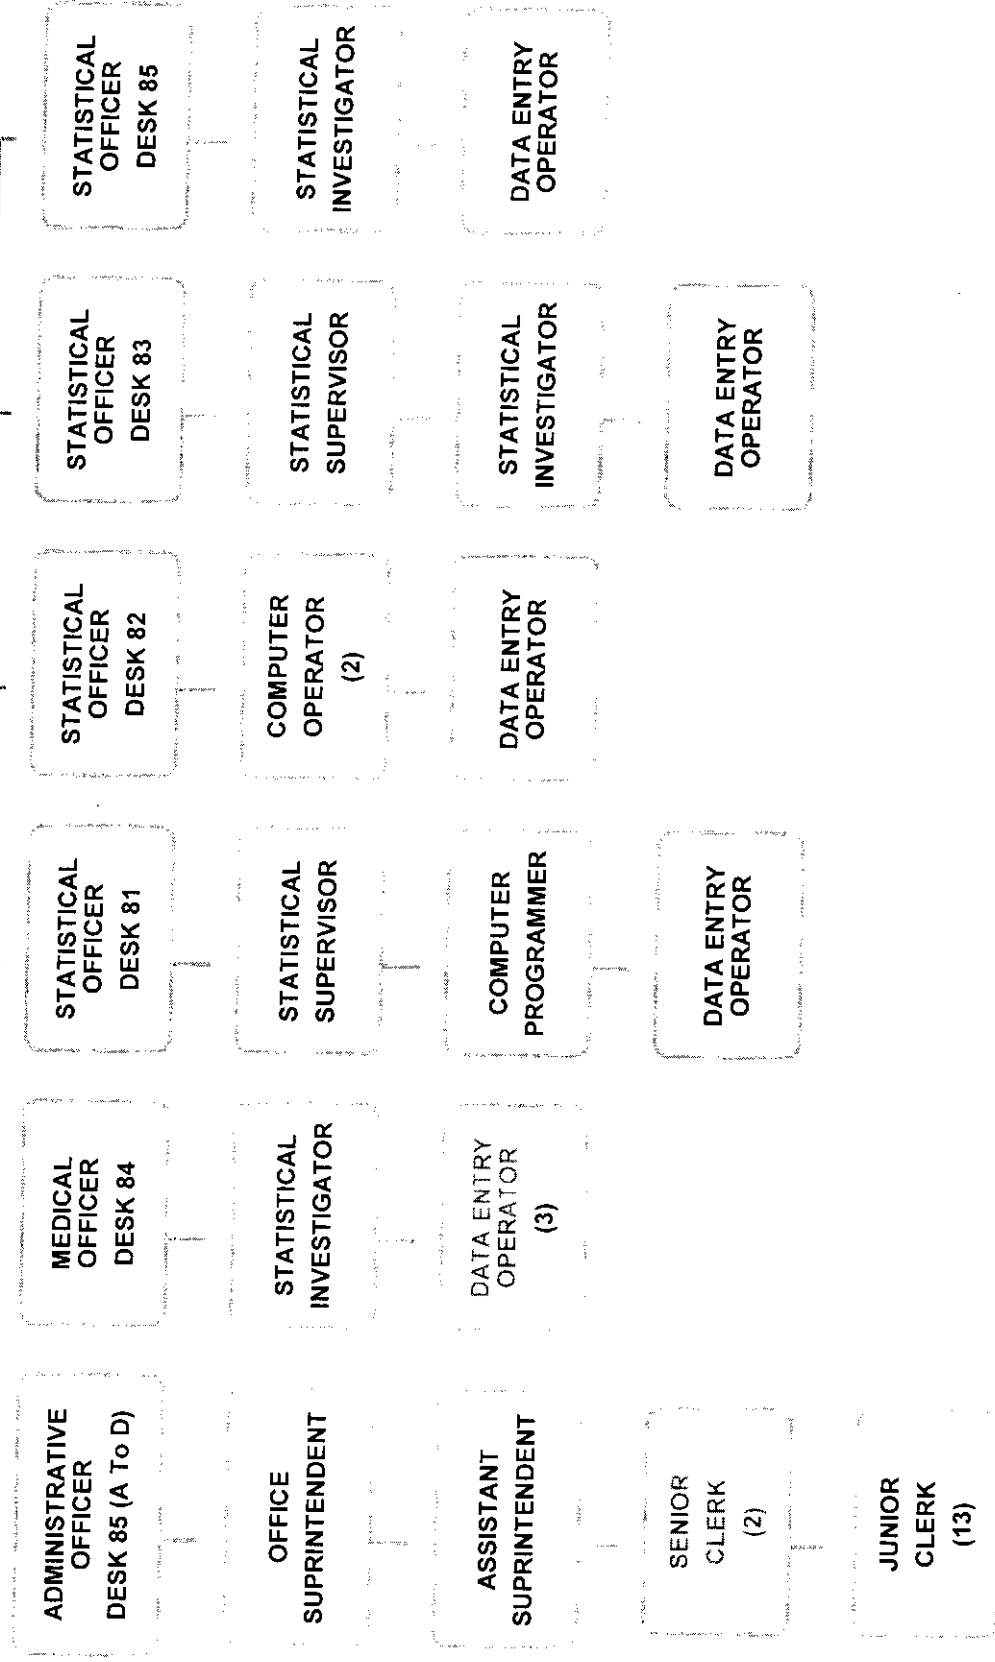 ADMINISTRATIVE
OFFICER
DESK 85 (A To D)
OFFICE
SUPRINTENDENT
ASSISTANT
SUPRINTENDENT
SENIOR
CLERK
(2)
JUNIOR
CLERK
(13)
MEDICAL
OFFICER
DESK 84
STATISTICAL
INVESTIGATOR
DATA ENTRY
OPERATOR
(3)
STATISTICAL
OFFICER
DESK 81
STATISTICAL
SUPERVISOR
COMPUTER
PROGRAMMER
DATA ENTRY
OPERATOR
STATISTICAL
OFFICER
DESK 82
COMPUTER
OPERATOR
(2)
DATA ENTRY
OPERATOR
STATISTICAL
OFFICER
DESK 83
STATISTICAL
SUPERVISOR
STATISTICAL
INVESTIGATOR
DATA ENTRY
OPERATOR
STATISTICAL
OFFICER
DESK 85
STATISTICAL
INVESTIGATOR
DATA ENTRY
OPERATOR